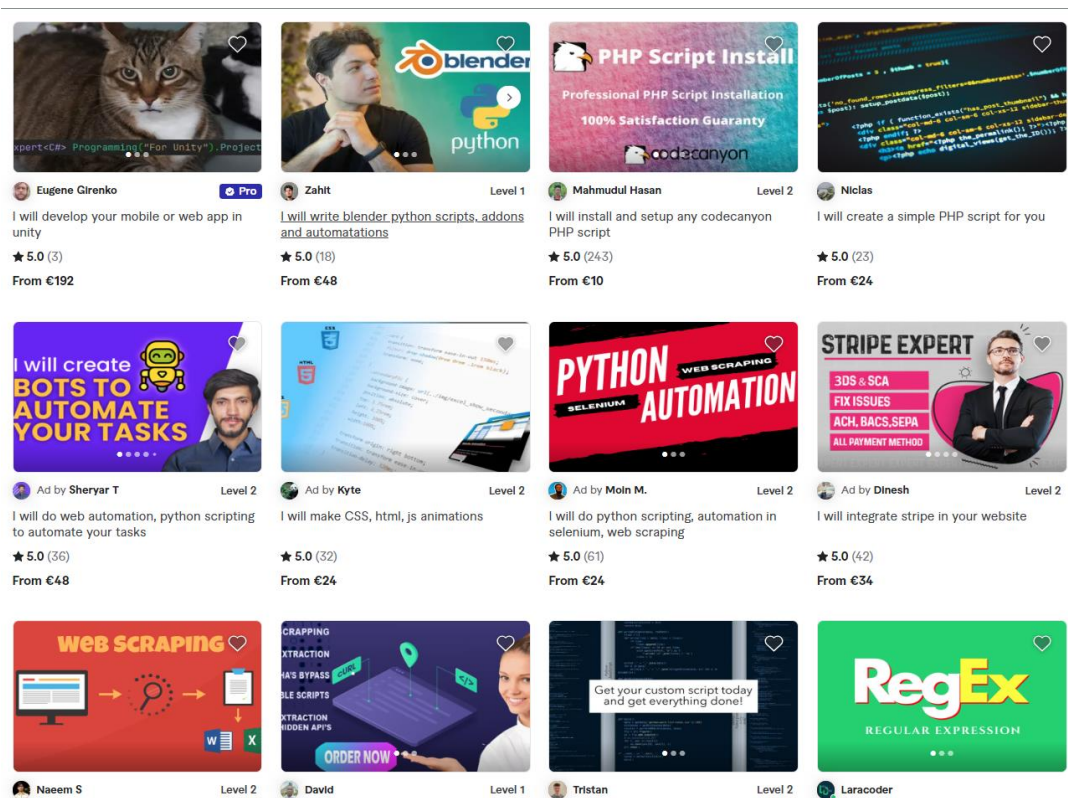 xpert<C#> Programming("For Unity").Project
Eugene Girenko
Pro
I will develop your mobile or web app in
unity
5.0 (3)
From €192
blender
python
Zahit
Level 1
I will write blender python scripts, addons
and automatations
5.0 (18)
From €48
PHP Script Install
Professional PHP Script Installation
100% Satisfaction Guaranty
codecanyon
Mahmudul Hasan
Level 2
I will install and setup any codecanyon
PHP script
5.0 (243)
From €10
Niclas
I will create a simple PHP script for you
5.0 (23)
From €24
I will create
BOTS TO
AUTOMATE
YOUR TASKS
Ad by Sheryar T
Level 2
I will do web automation, python scripting
to automate your tasks
5.0 (36)
From €48
CSS
HTML
Ad by Kyte
Level 2
I will make CSS, html, js animations
5.0 (32)
From €24
PYTHON
WEB SCRAPING
SELENIUM
AUTOMATION
Ad by Moin M.
Level 2
I will do python scripting, automation in
selenium, web scraping
5.0 (61)
From €24
STRIPE EXPERT
3DS & SCA
FIX ISSUES
ACH, BACS,SEPA
ALL PAYMENT METHOD
Ad by Dinesh
Level 2
I will integrate stripe in your website
5.0 (42)
From €34
WEB SCRAPING
W
X
Naeem S
Level 2
CRAPPING
XTRACTION
HA'S BYPASS
cURL
</>
BLE SCRIPTS
XTRACTION
HIDDEN API'S
ORDER NOW
David
Level 1
Get your custom script today
and get everything done!
Tristan
Level 2
RegEx
REGULAR EXPRESSION
Laracoder